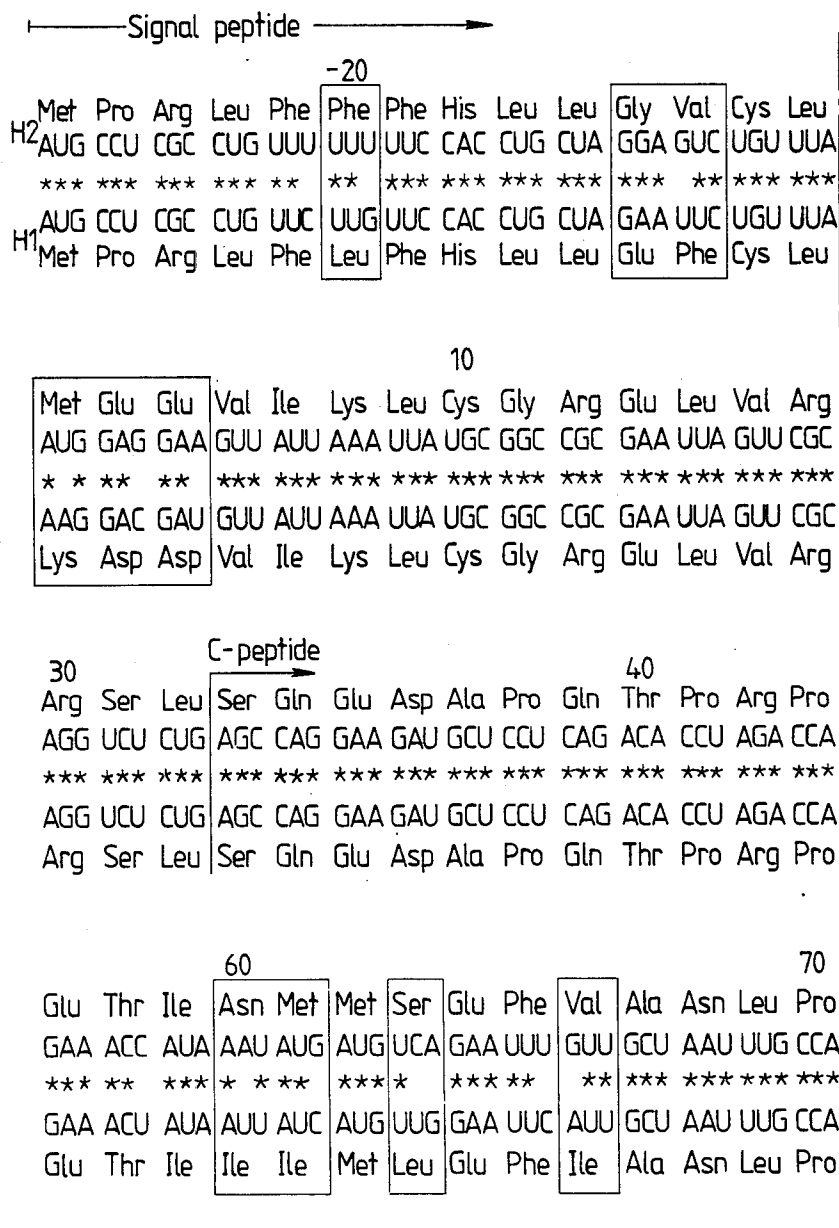 Signal peptide
-20
Met Pro Arg Leu Phe Phe Phe His Leu Leu Gly Val Cys Leu
H2 AUG CCU CGC CUG UUU UUU UUC CAC CUG CUA GGA GUC UGU UUA
*** *** *** *** ** ** *** *** *** *** *** ** *** ***
H1 AUG CCU CGC CUG UUC UUG UUC CAC CUG CUA GAA UUC UGU UUA
Met Pro Arg Leu Phe Leu Phe His Leu Leu Glu Phe Cys Leu
10
Met Glu Glu Val Ile Lys Leu Cys Gly Arg Glu Leu Val Arg
AUG GAG GAA GUU AUU AAA UUA UGC GGC CGC GAA UUA GUU CGC
* * ** ** *** *** *** *** *** *** *** *** *** *** ***
AAG GAC GAU GUU AUU AAA UUA UGC GGC CGC GAA UUA GUU CGC
Lys Asp Asp Val Ile Lys Leu Cys Gly Arg Glu Leu Val Arg
C-peptide
30 40
Arg Ser Leu Ser Gln Glu Asp Ala Pro Gln Thr Pro Arg Pro
AGG UCU CUG AGC CAG GAA GAU GCU CCU CAG ACA CCU AGA CCA
*** *** *** *** *** *** *** *** *** *** *** *** *** ***
AGG UCU CUG AGC CAG GAA GAU GCU CCU CAG ACA CCU AGA CCA
Arg Ser Leu Ser Gln Glu Asp Ala Pro Gln Thr Pro Arg Pro
60 70
Glu Thr Ile Asn Met Met Ser Glu Phe Val Ala Asn Leu Pro
GAA ACC AUA AAU AUG AUG UCA GAA UUU GUU GCU AAU UUG CCA
*** ** *** * * ** *** * *** ** ** *** *** *** ***
GAA ACU AUA AUU AUC AUG UUG GAA UUC AUU GCU AAU UUG CCA
Glu Thr Ile Ile Ile Met Leu Glu Phe Ile Ala Asn Leu Pro